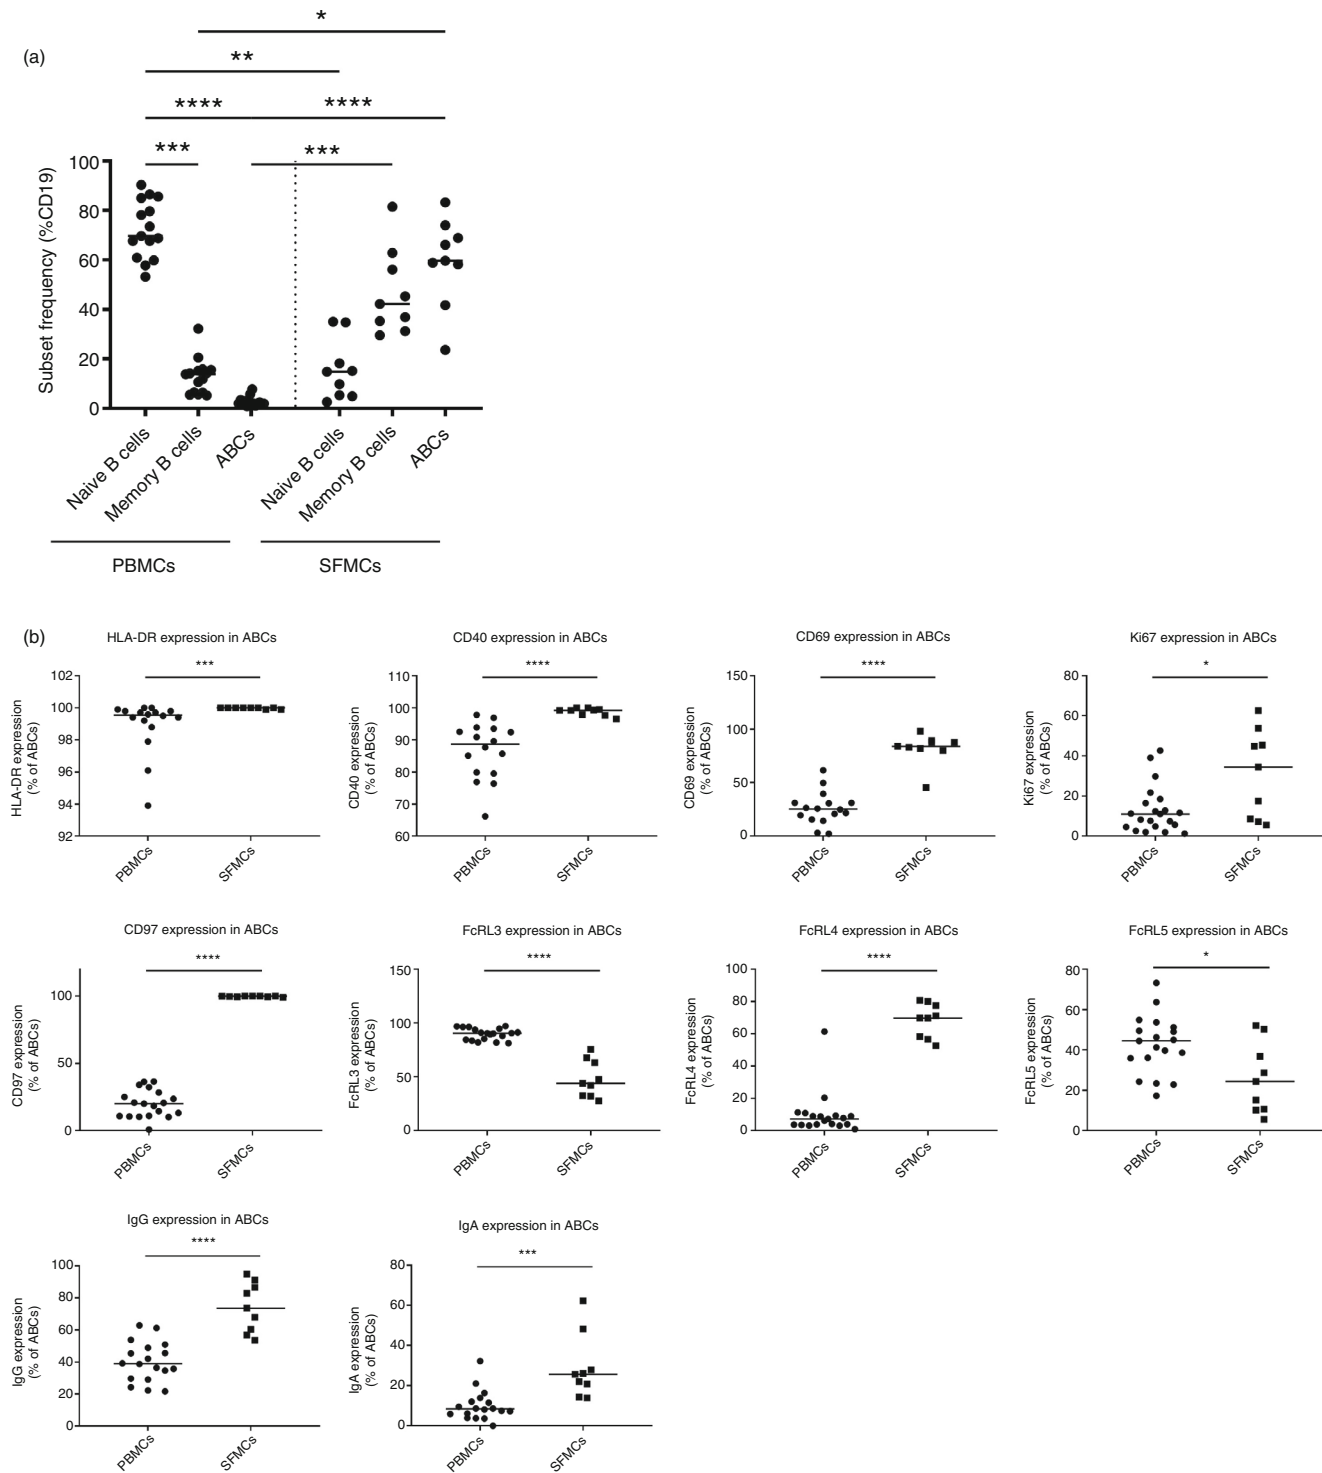 (a)
*
**
**** ****
*** ***
Subset frequency (%CD19)
100
80
60
40
20
0
Naive B cells
Memory B cells
ABCs
Naive B cells
Memory B cells
ABCs
PBMCs
SFMCs
(b)
HLA-DR expression in ABCs
***
HLA-DR expression
(% of ABCs)
102
100
98
96
94
92
PBMCs
SFMCs
CD40 expression in ABCs
****
CD40 expression
(% of ABCs)
110
100
90
80
70
60
PBMCs
SFMCs
CD69 expression in ABCs
****
CD69 expression
(% of ABCs)
150
100
50
0
PBMCs
SFMCs
Ki67 expression in ABCs
*
Ki67 expression
(% of ABCs)
80
60
40
20
0
PBMCs
SFMCs
CD97 expression in ABCs
****
CD97 expression
(% of ABCs)
100
50
0
PBMCs
SFMCs
FcRL3 expression in ABCs
****
FcRL3 expression
(% of ABCs)
150
100
50
0
PBMCs
SFMCs
FcRL4 expression in ABCs
****
FcRL4 expression
(% of ABCs)
100
80
60
40
20
0
PBMCs
SFMCs
FcRL5 expression in ABCs
*
FcRL5 expression
(% of ABCs)
80
60
40
20
0
PBMCs
SFMCs
IgG expression in ABCs
****
IgG expression
(% of ABCs)
100
80
60
40
20
0
PBMCs
SFMCs
IgA expression in ABCs
***
IgA expression
(% of ABCs)
80
60
40
20
0
PBMCs
SFMCs